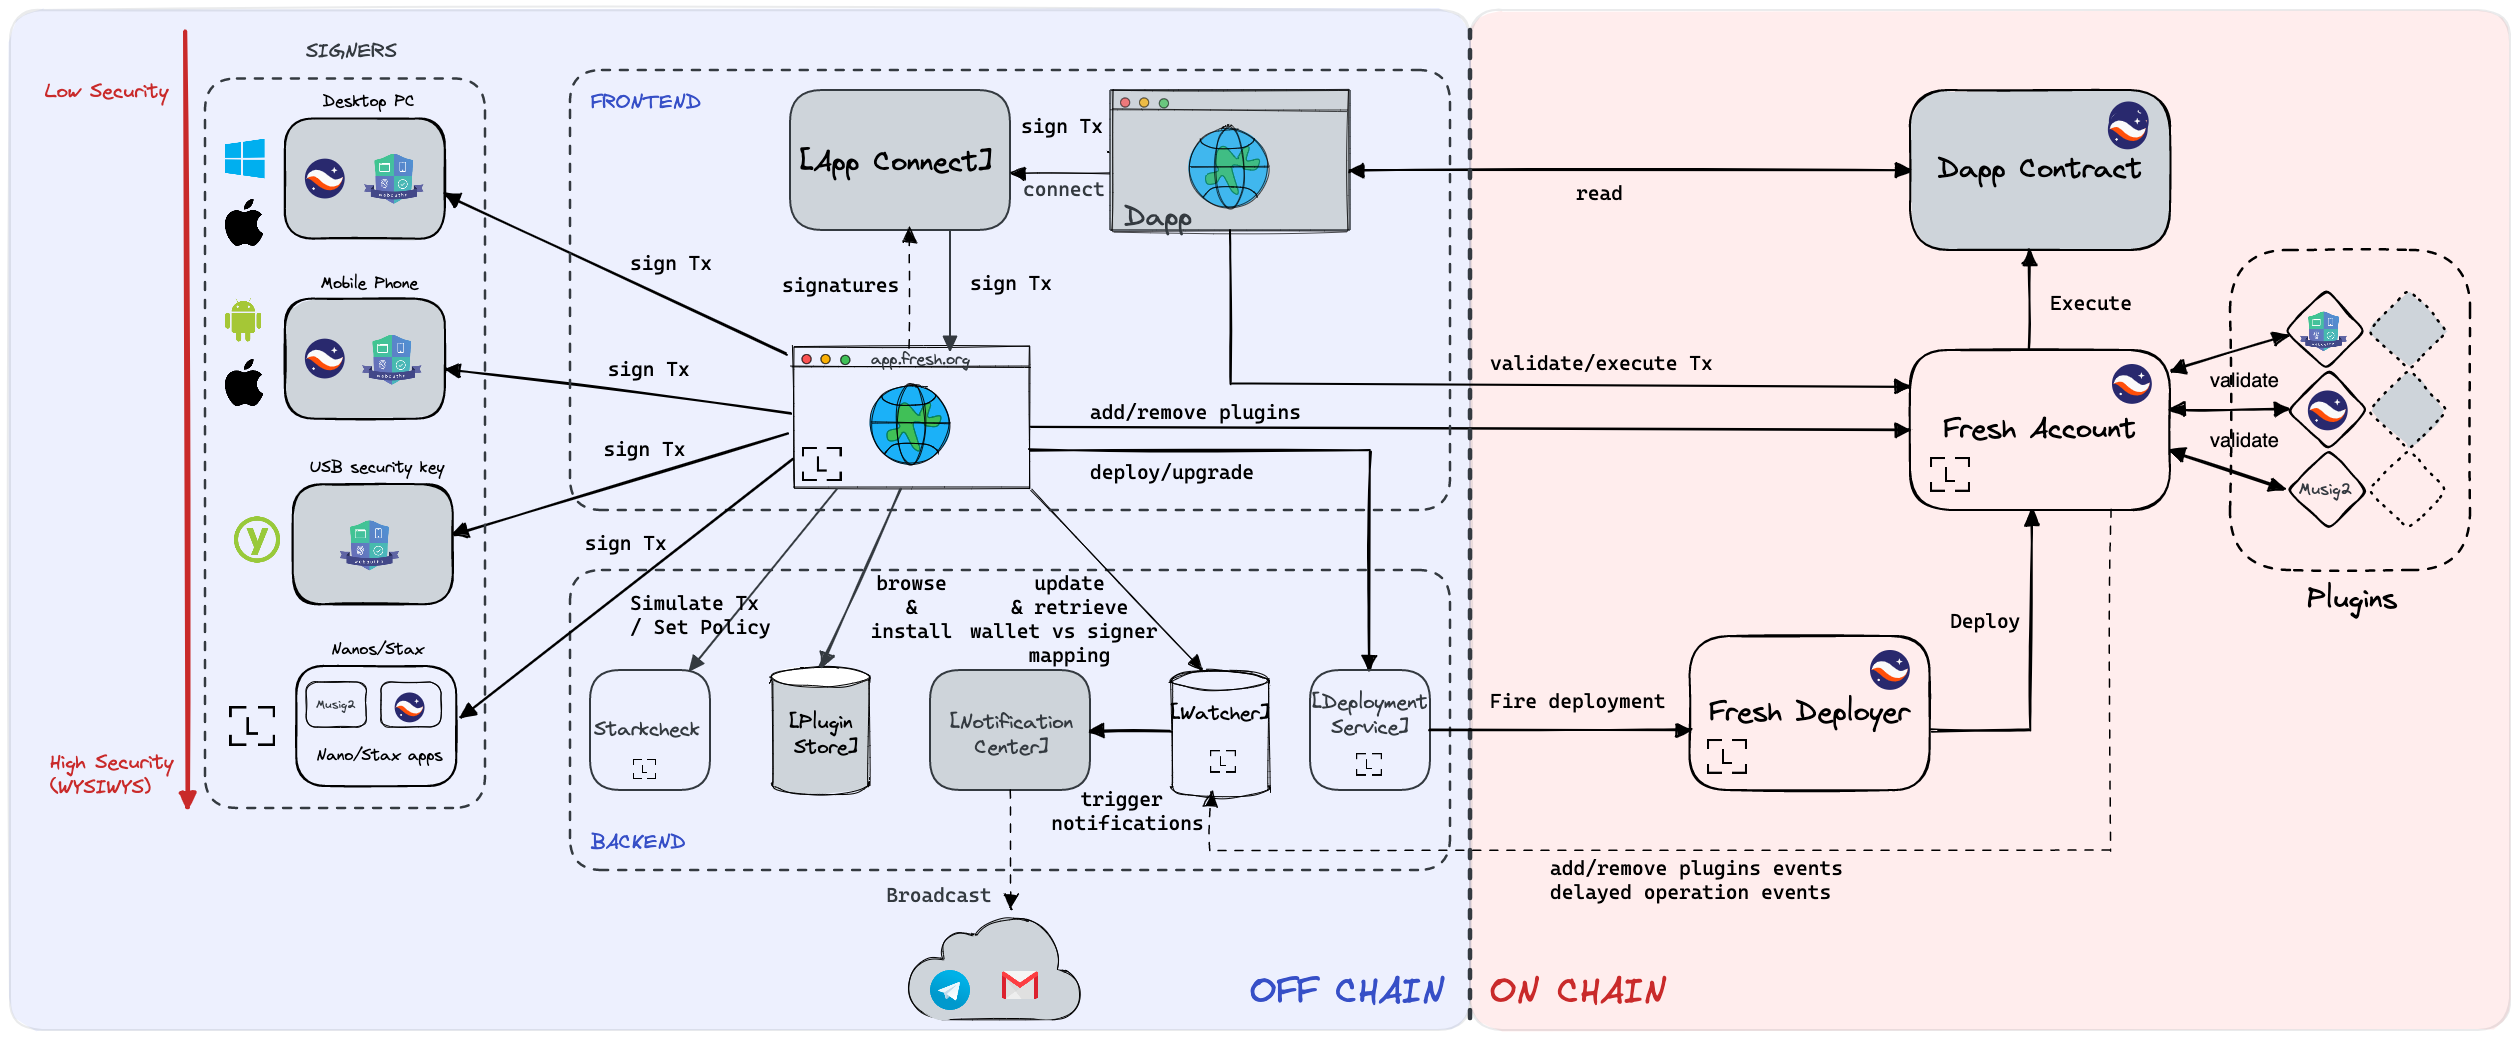 SIGNERS
Low Security
High Security
(WYSIWYS)
Desktop PC
Mobile Phone
USB security key
Nanos/Stax
Musig2
Nano/Stax apps
sign Tx
sign Tx
sign Tx
sign Tx
FRONTEND
[App Connect]
sign Tx
connect
Dapp
signatures
sign Tx
app.fresh.org
L
add/remove plugins
deploy/upgrade
Simulate Tx
/ Set Policy
browse
&
install
update
& retrieve
wallet vs signer
mapping
Starkcheck
L
[Plugin
Store]
[Notification
Center]
[Watcher]
L
[Deployment
Service]
L
trigger
notifications
BACKEND
Broadcast
OFF CHAIN
ON CHAIN
read
Dapp Contract
Execute
validate/execute Tx
Fresh Account
L
validate
validate
Musig2
Plugins
Deploy
Fire deployment
Fresh Deployer
L
add/remove plugins events
delayed operation events
L
y